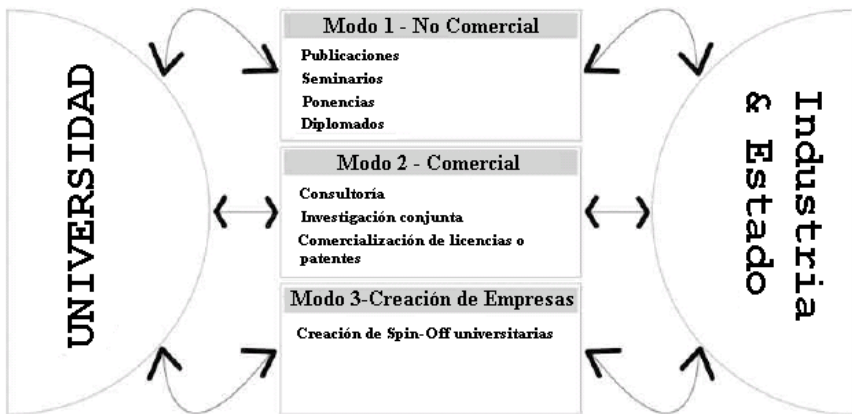 UNIVERSIDAD
Modo 1 - No Comercial
Publicaciones
Seminarios
Ponencias
Diplomados
Modo 2 - Comercial
Consultoría
Investigación conjunta
Comercialización de licencias o
patentes
Modo 3-Creación de Empresas
Creación de Spin-Off universitarias
Industria
& Estado